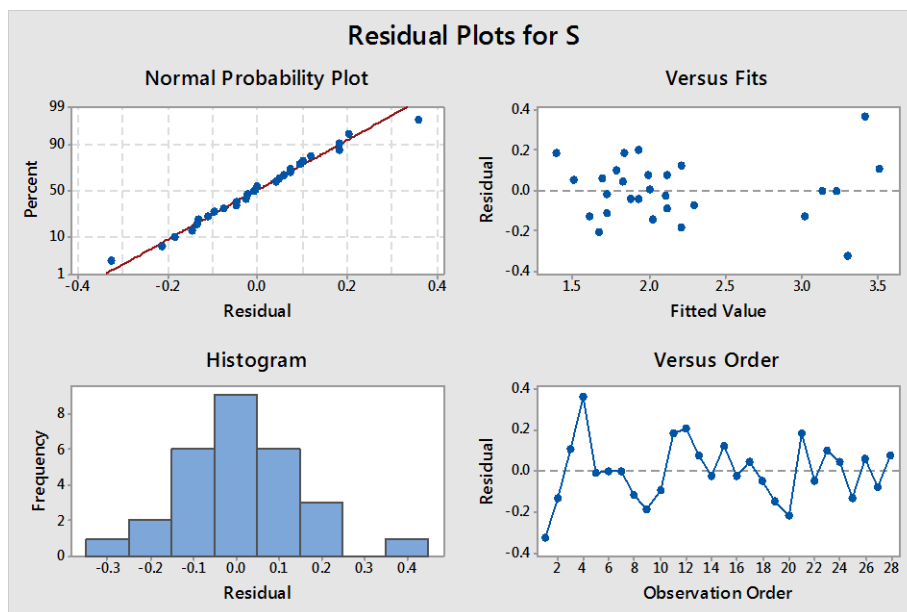 Residual Plots for S
Normal Probability Plot
99
90
50
10
1
Percent
-0.4 -0.2 0.0 0.2 0.4
Residual
Versus Fits
0.4
0.2
0.0
-0.2
-0.4
Residual
1.5 2.0 2.5 3.0 3.5
Fitted Value
Histogram
8
6
4
2
0
Frequency
-0.3 -0.2 -0.1 0.0 0.1 0.2 0.3 0.4
Residual
Versus Order
0.4
0.2
0.0
-0.2
-0.4
Residual
2 4 6 8 10 12 14 16 18 20 22 24 26 28
Observation Order